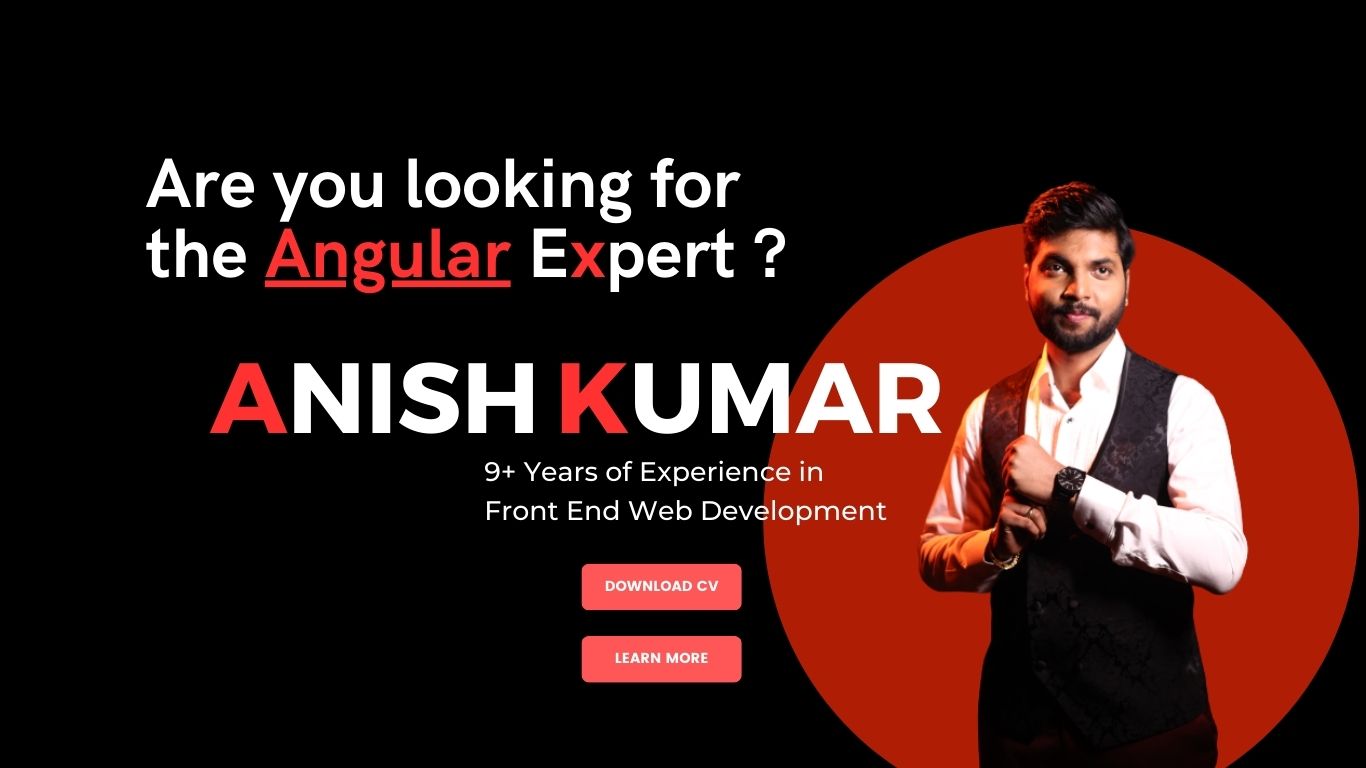 Are you looking for
the Angular Expert ?
ANISH KUMAR
9+ Years of Experience in
Front End Web Development
DOWNLOAD CV
LEARN MORE